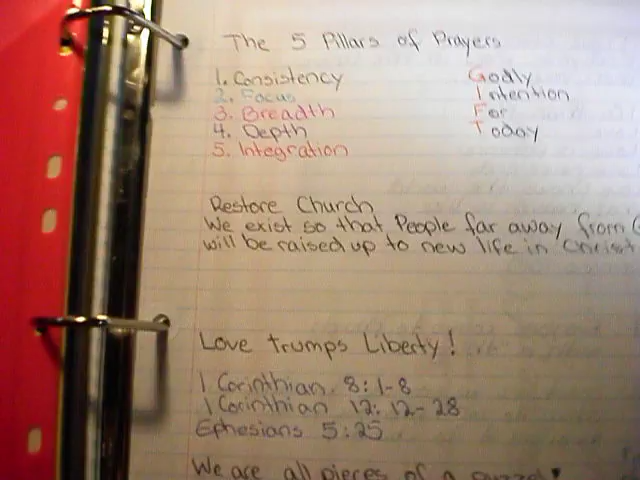 The 5 Pillars of Prayers
1. Consistency
2. Focus
3. Breadth
4. Depth
5. Integration
Godly
Intention
For
Today
Restore Church
We exist so that People far away from
will be raised up to new life in Christ
Love trumps Liberty!
1 Corinthian 8:1-8
1 Corinthian 12:12-28
Ephesians 5:25
We are all pieces of a puzzel